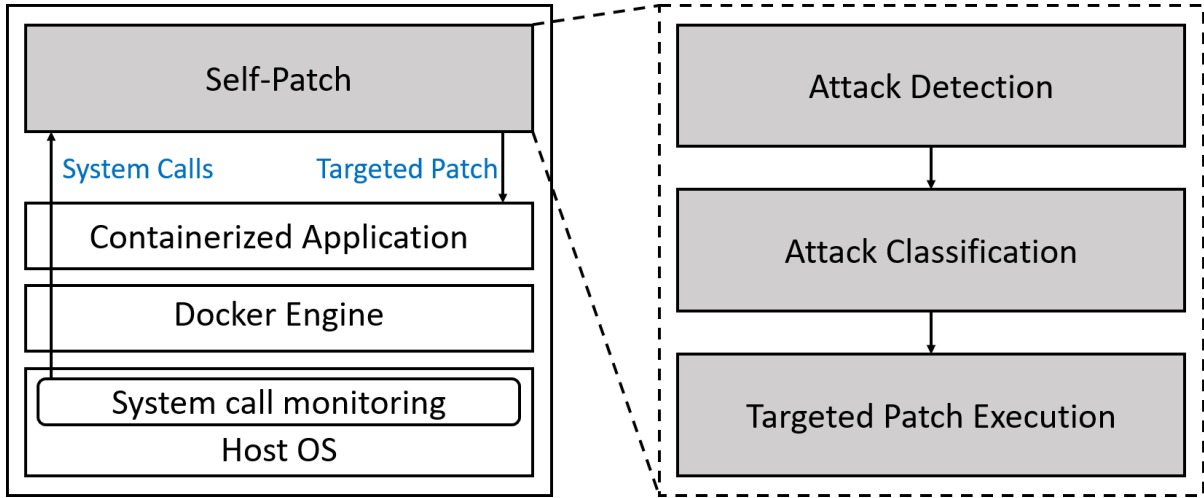 Self-Patch
System Calls
Targeted Patch
Containerized Application
Docker Engine
System call monitoring
Host OS
Attack Detection
Attack Classification
Targeted Patch Execution